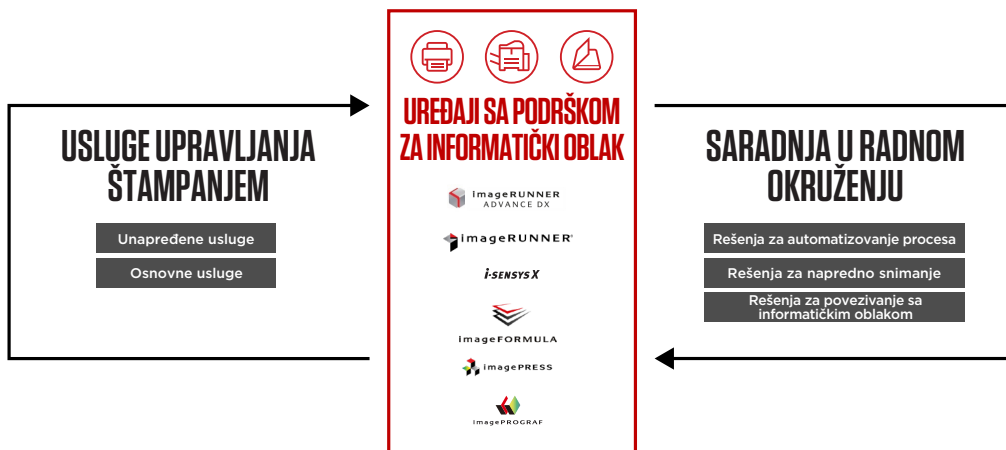 USLUGE UPRAVLJANJA
ŠTAMPANJEM
Unapređene usluge
Osnovne usluge
UREĐAJI SA PODRŠKOM
ZA INFORMATIČKI OBLAK
imageRUNNER
ADVANCE DX
imageRUNNER®
i-SENSYS X
imageFORMULA
imagePRESS
imagePROGRAF
SARADNJA U RADNOM
OKRUŽENJU
Rešenja za automatizovanje procesa
Rešenja za napredno snimanje
Rešenja za povezivanje sa
informatičkim oblakom